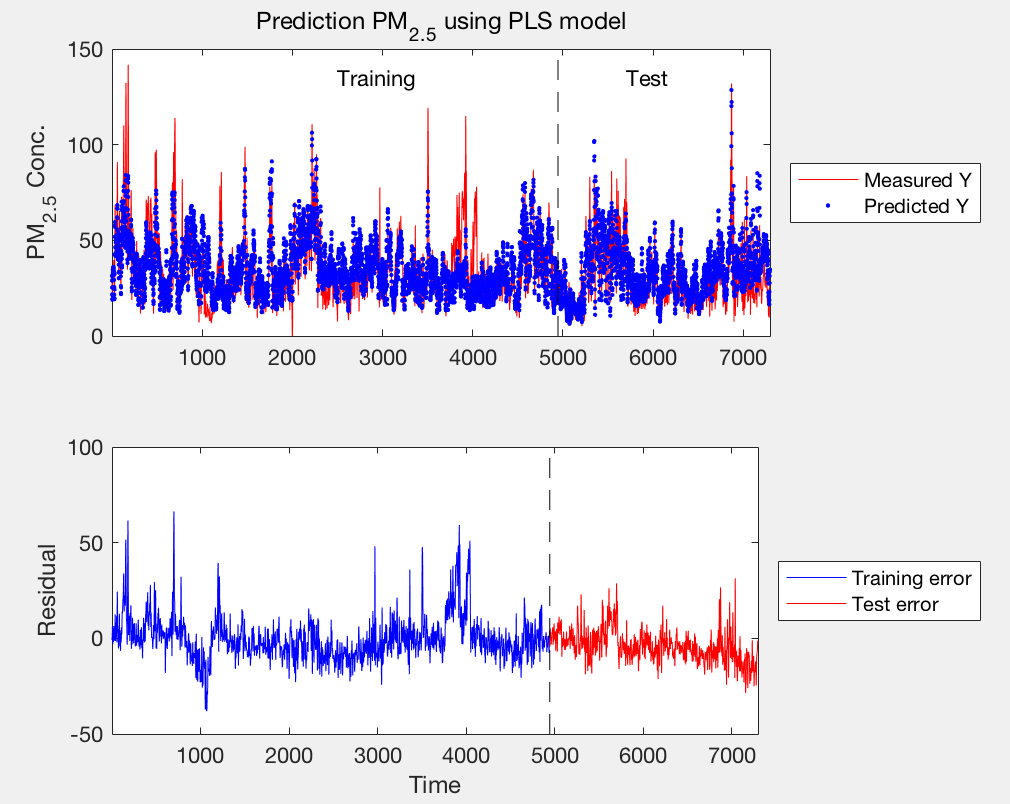 Prediction PM2.5 using PLS model
150
Training
Test
100
PM2.5 Conc.
Measured Y
Predicted Y
50
0
1000 2000 3000 4000 5000 6000 7000
100
50
Residual
Training error
Test error
0
-50
1000 2000 3000 4000 5000 6000 7000
Time